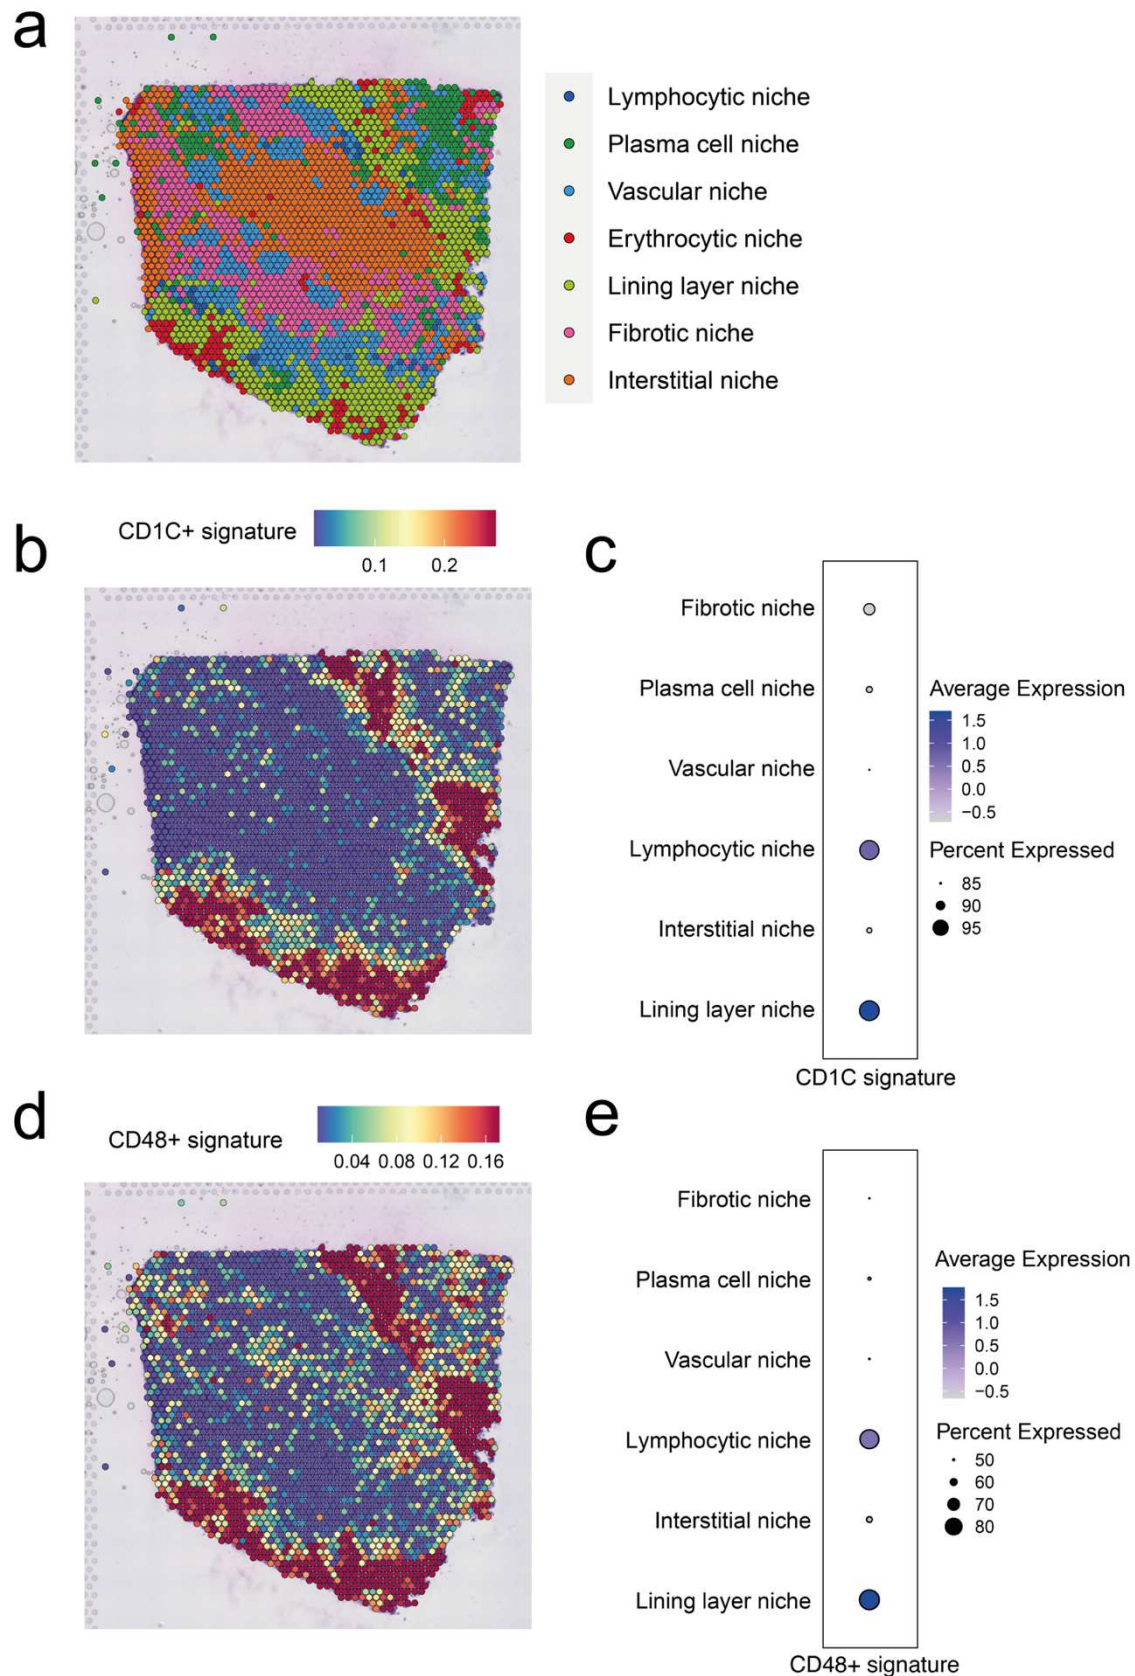 a
Lymphocytic niche
Plasma cell niche
Vascular niche
Erythrocytic niche
Lining layer niche
Fibrotic niche
Interstitial niche
b
CD1C+ signature
0.1 0.2
c
Fibrotic niche
Plasma cell niche
Vascular niche
Lymphocytic niche
Interstitial niche
Lining layer niche
CD1C signature
Average Expression
1.5
1.0
0.5
0.0
−0.5
Percent Expressed
85
90
95
d
CD48+ signature
0.04 0.08 0.12 0.16
e
Fibrotic niche
Plasma cell niche
Vascular niche
Lymphocytic niche
Interstitial niche
Lining layer niche
CD48+ signature
Average Expression
1.5
1.0
0.5
0.0
−0.5
Percent Expressed
50
60
70
80